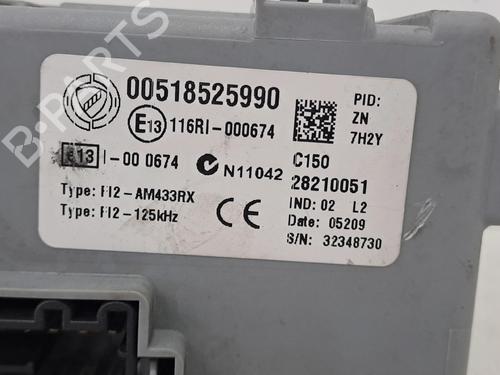 00518525990
PID:
ZN
7H2Y
E13 116RI-000674
e13 I-00 0674
N11042
C150
28210051
Type: FI2-AM433RX
Type: FI2-125kHz
CE
IND: 02 L2
Date: 05209
S/N: 32348730
B-PARTS